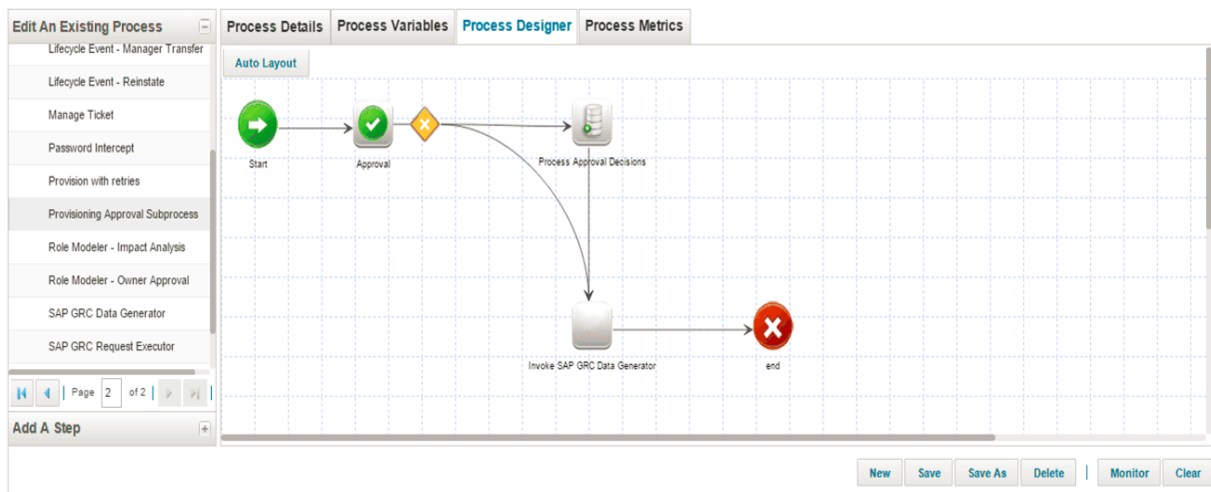 Edit An Existing Process
Process Details
Process Variables
Process Designer
Process Metrics
Lifecycle Event - Manager Transfer
Lifecycle Event - Reinstate
Manage Ticket
Password Intercept
Provision with retries
Provisioning Approval Subprocess
Role Modeler - Impact Analysis
Role Modeler - Owner Approval
SAP GRC Data Generator
SAP GRC Request Executor
Page 2 of 2
Add A Step
Auto Layout
Start
Approval
Process Approval Decisions
Invoke SAP GRC Data Generator
end
New
Save
Save As
Delete
Monitor
Clear